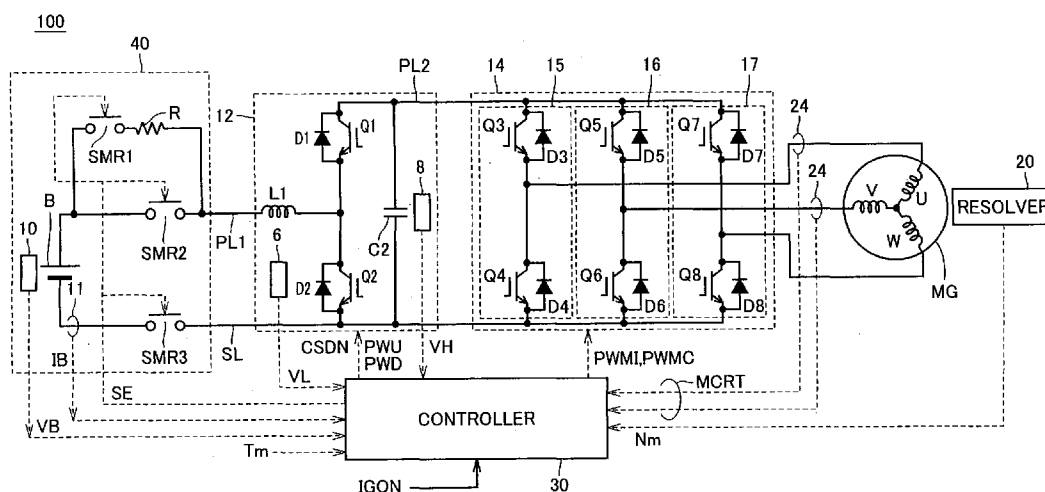 100
40
PL2
14
15
16
17
24
12
R
SMR1
D1
Q1
Q3
D3
Q5
D5
Q7
D7
8
24
20
B
L1
V
U
RESOLVER
10
SMR2
PL1
6
C2
W
11
D2
Q2
Q4
D4
Q6
D6
Q8
D8
MG
SMR3
SL
IB
CSDN
PWU
PWD
VH
PWMI,PWMC
VL
MCRT
SE
CONTROLLER
VB
Nm
Tm
IGON
30